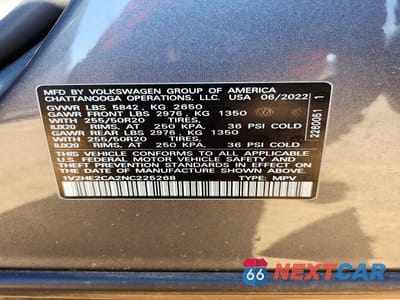 MFD BY VOLKSWAGEN GROUP OF AMERICA
CHATTANOOGA OPERATIONS, LLC. USA 06/2022
GVWR LBS 5842, KG 2650
GAWR FRONT LBS 2976, KG 1350
WITH 255/50R20 TIRES,
8JX20 RIMS, AT 250 KPA, 36 PSI COLD
GAWR REAR LBS 2976, KG 1350
WITH 255/50R20 TIRES,
8JX20 RIMS, AT 250 KPA, 36 PSI COLD
THIS VEHICLE CONFORMS TO ALL APPLICABLE
U.S. FEDERAL MOTOR VEHICLE SAFETY STANDARDS IN EFFECT ON
THE DATE OF MANUFACTURE SHOWN ABOVE
1V2HE2CA2NC225268 TYPE: MPV
2280051 1
66 NEXTCAR